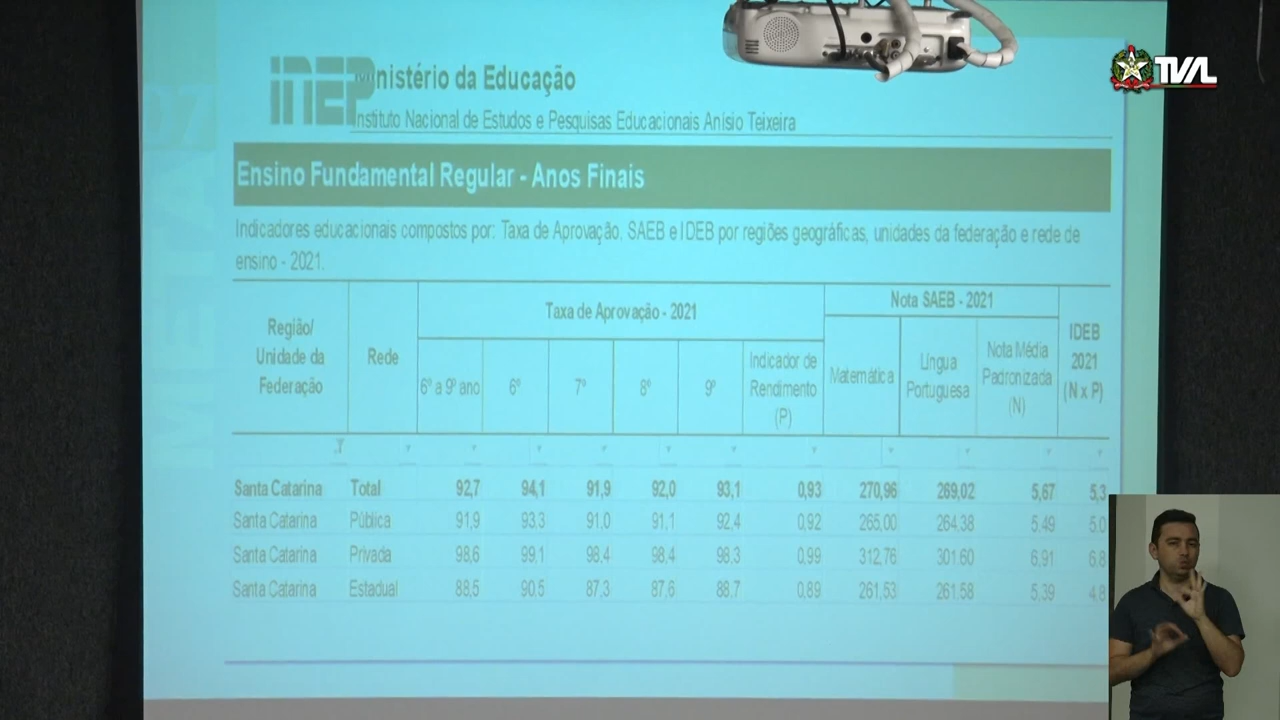 TVAL
INEP
Ministério da Educação
Instituto Nacional de Estudos e Pesquisas Educacionais Anísio Teixeira
Ensino Fundamental Regular - Anos Finais
Indicadores educacionais compostos por: Taxa de Aprovação, SAEB e IDEB por regiões geográficas, unidades da federação e rede de
ensino - 2021.
Região/ Unidade da Federação Rede Taxa de Aprovação - 2021 Nota SAEB - 2021 IDEB 2021 (N x P)
6º a 9º ano 6º 7º 8º 9º Indicador de Rendimento (P) Matemática Língua Portuguesa Nota Média Padronizada (N)
Santa Catarina Total 92,7 94,1 91,9 92,0 93,1 0,93 270,96 269,02 5,67 5,3
Santa Catarina Pública 91,9 93,3 91,0 91,1 92,4 0,92 265,00 264,38 5,49 5,0
Santa Catarina Privada 98,6 99,1 98,4 98,4 98,3 0,99 312,76 301,60 6,91 6,8
Santa Catarina Estadual 88,5 90,5 87,3 87,6 88,7 0,89 261,53 261,58 5,39 4,8